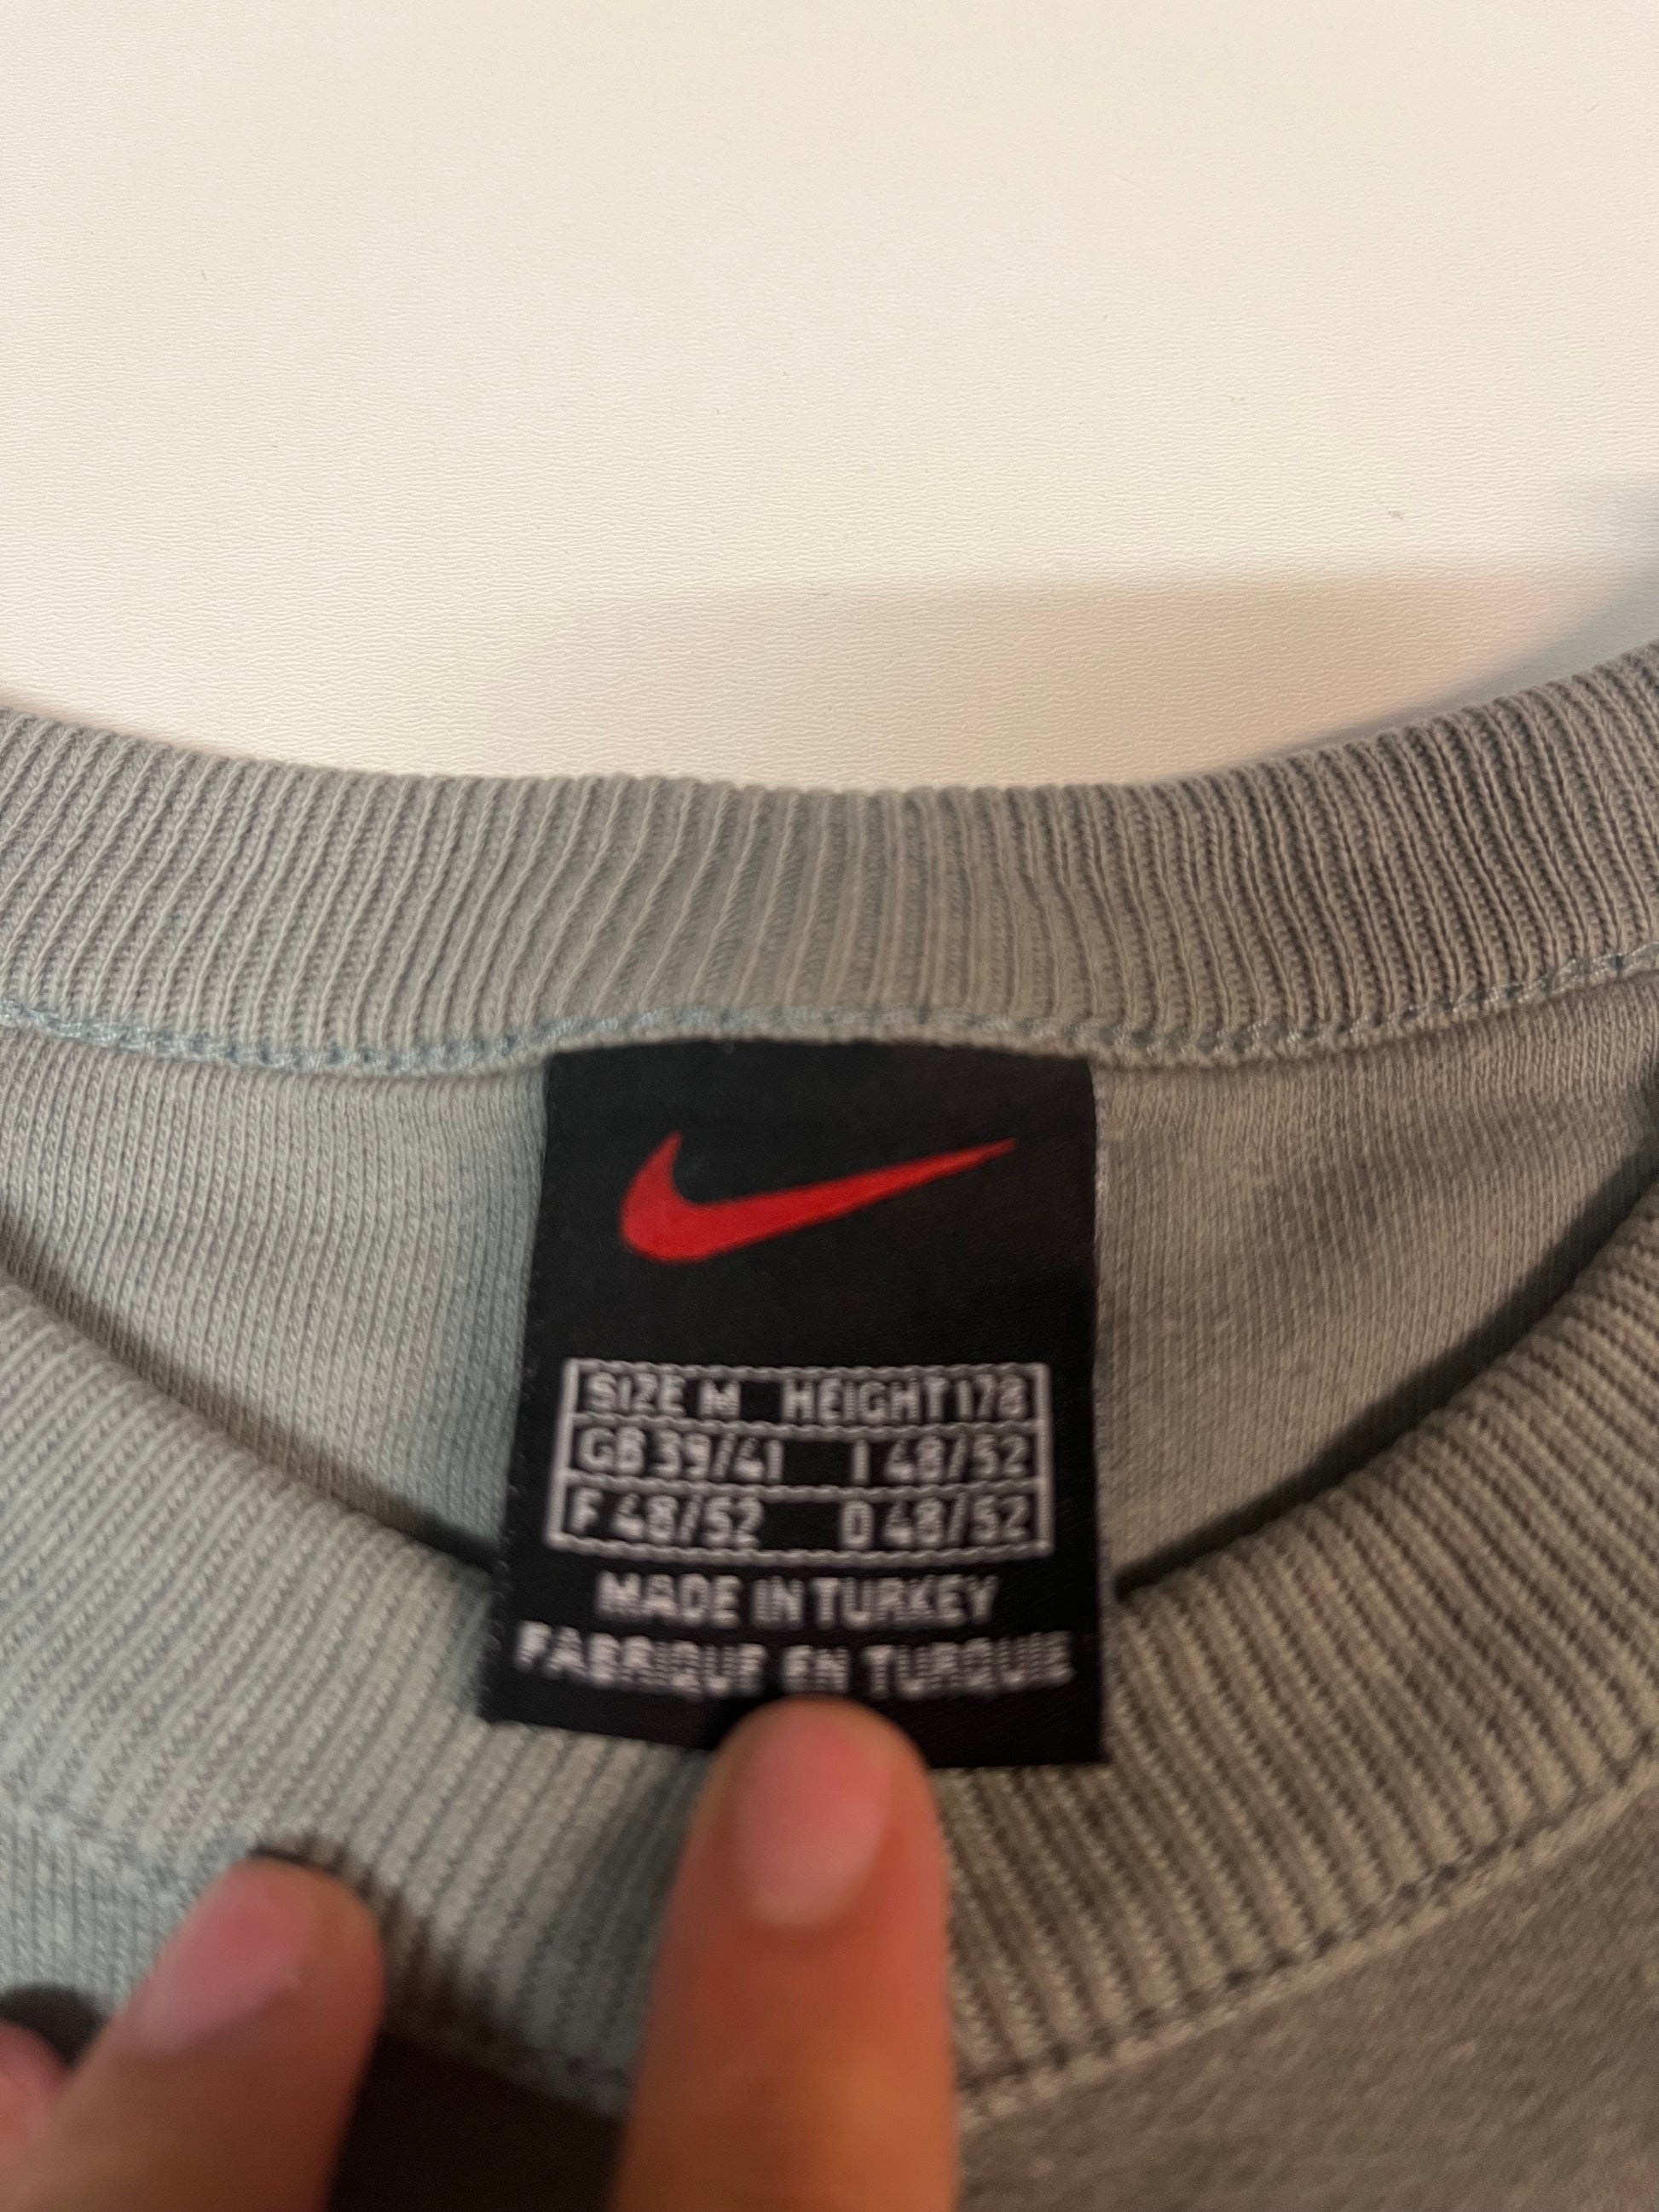 SIZE M HEIGHT 178
GB 39/41 I 48/52
F 48/52 D 48/52
MADE IN TURKEY
FABRIQUE EN TURQUIE